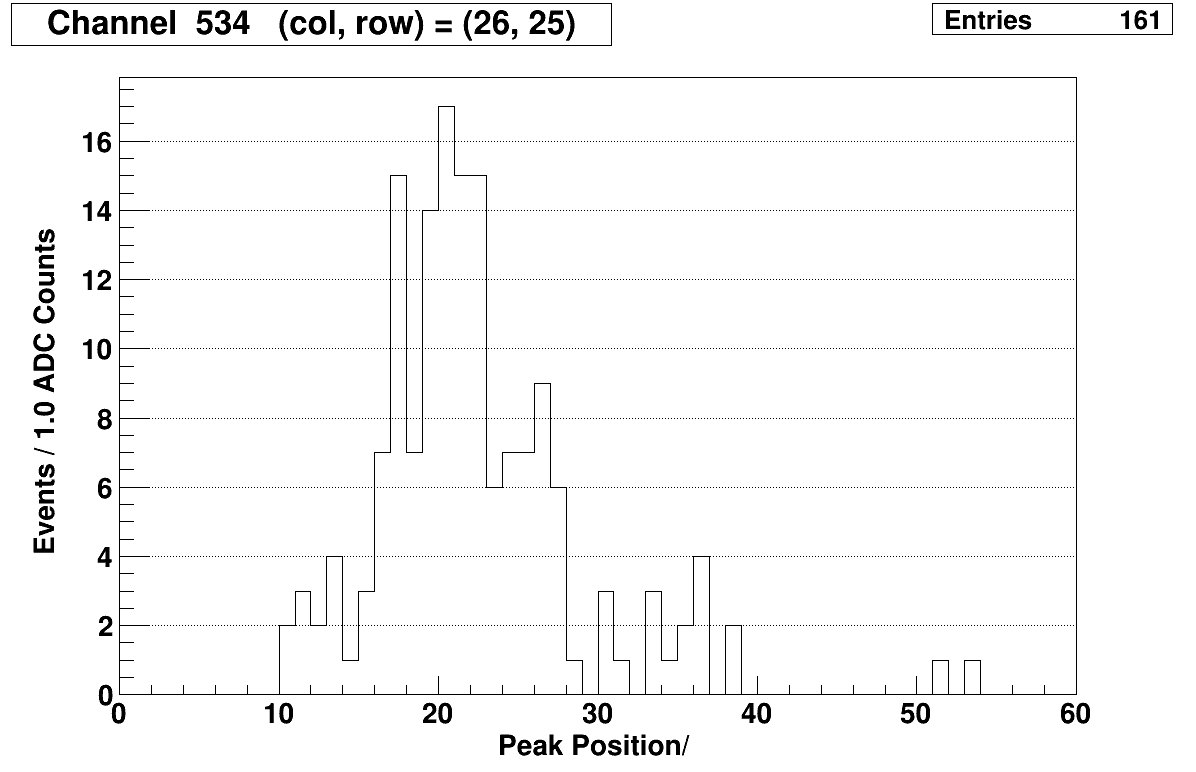 Channel 534 (col, row) = (26, 25)
Entries 161
Events / 1.0 ADC Counts
16
14
12
10
8
6
4
2
0
0 10 20 30 40 50 60
Peak Position/